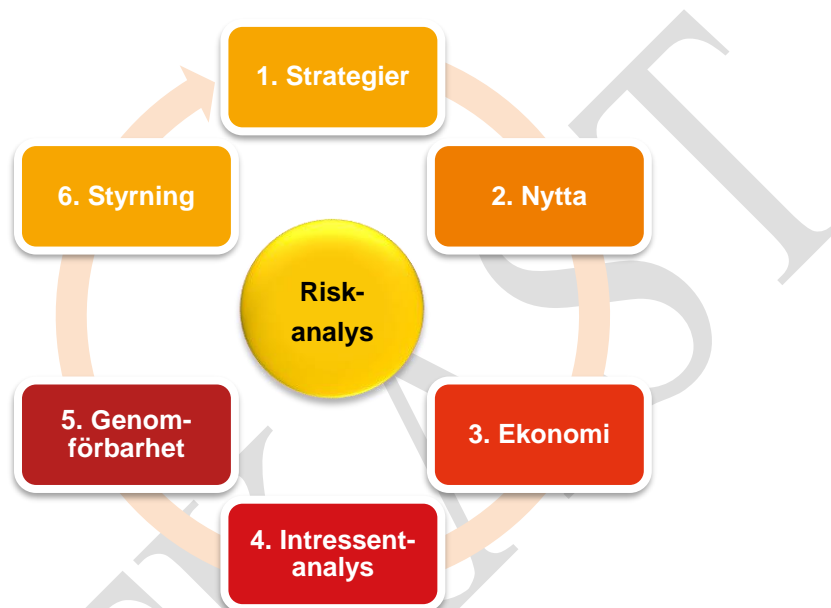 1. Strategier
2. Nytta
3. Ekonomi
4. Intressent-
analys
5. Genom-
förbarhet
6. Styrning
Risk-
analys